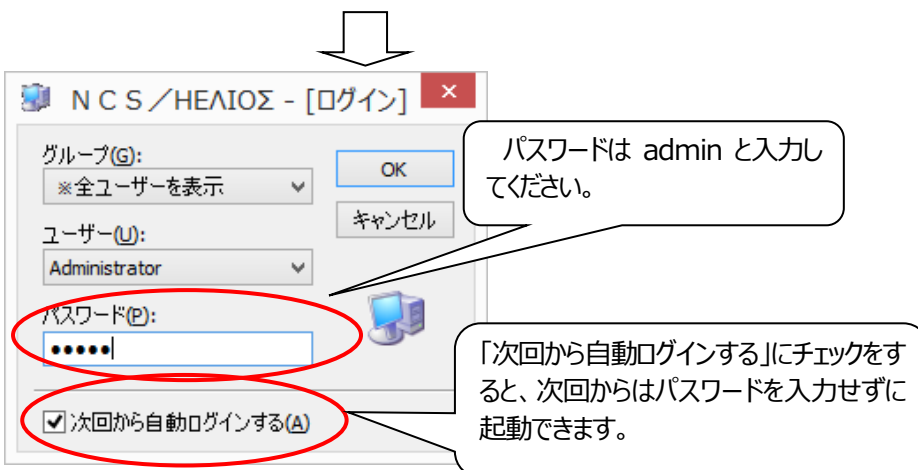 ＮＣＳ／ΗΕΛΙΟΣ - [ログイン]
グループ(G):
※全ユーザーを表示
OK
キャンセル
ユーザー(U):
Administrator
パスワード(P):
●●●●●
次回から自動ログインする(A)
パスワードは admin と入力し
てください。
「次回から自動ログインする」にチェックをす
ると、次回からはパスワードを入力せずに
起動できます。